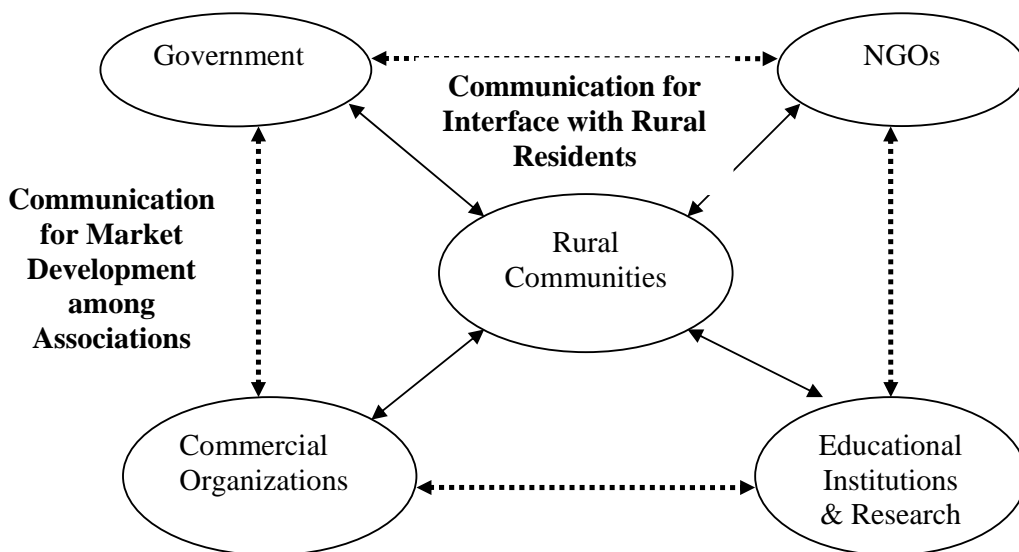 Government
NGOs
Communication for
Interface with Rural
Residents
Communication
for Market
Development
among
Associations
Rural
Communities
Commercial
Organizations
Educational
Institutions
& Research